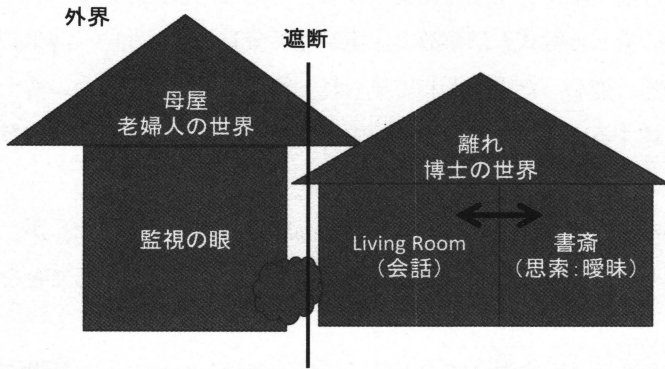 外界
遮断
母屋
老婦人の世界
監視の眼
離れ
博士の世界
Living Room
（会話）
書斎
（思索：曖昧）